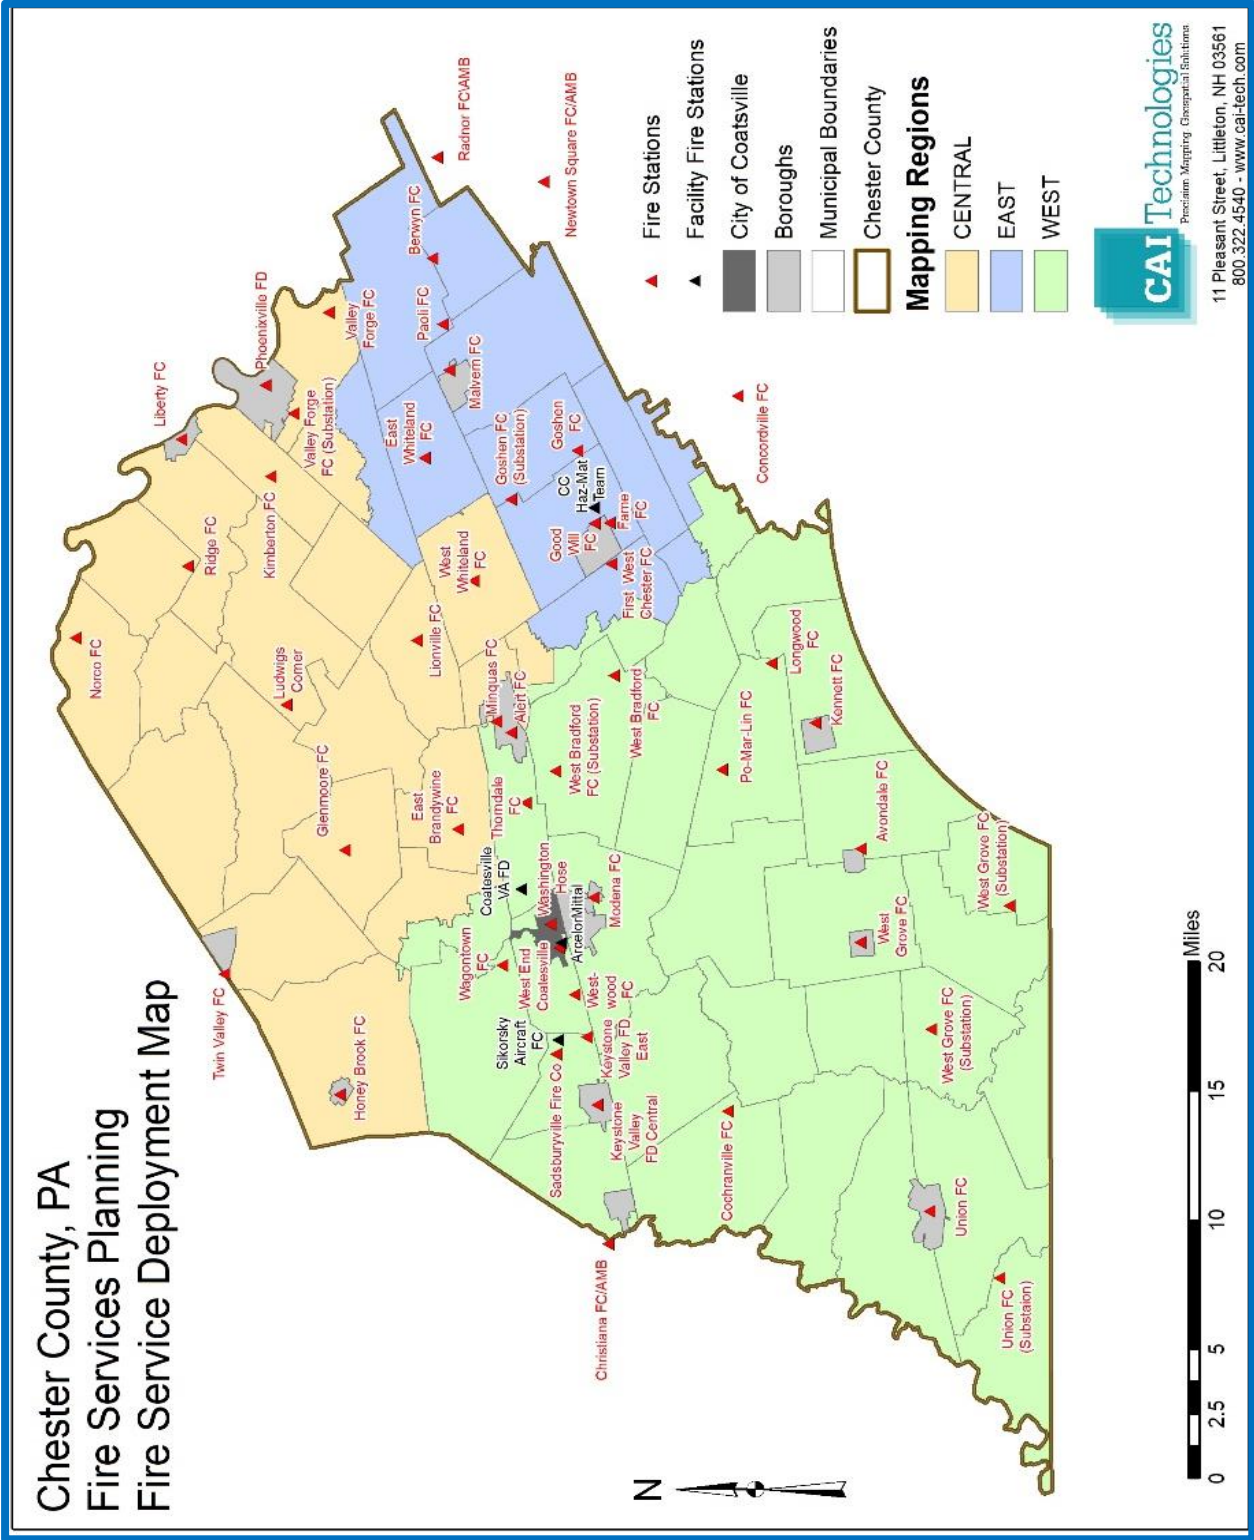 Chester County, PA
Fire Services Planning
Fire Service Deployment Map
Norco FC
Liberty FC
Ridge FC
Phoenixville FD
Kimberton FC
Valley Forge
FC (Substation)
Valley
Forge FC
Ludwigs
Corner
Twin Valley FC
Glenmoore FC
Honey Brook FC
Lionville FC
East
Whiteland
FC
Berwyn FC
Paoli FC
Radnor FC\AMB
Malvern FC
West
Whiteland
FC
East
Brandywine
FC
Minquas FC
Alert FC
Goshen FC
(Substation)
Newtown Square FC/AMB
Goshen
FC
CC
Haz-Mat
Team
Good
Will
FC
Fame
FC
First West
Chester FC
Thorndale
FC
Coatesville
VA FD
Wagontown
FC
West End
Coatesville
Washington
Hose
ArcelorMittal
Modena FC
West Bradford
FC (Substation)
West Bradford
FC
Sikorsky
Aircraft
FC
Sadsburyville Fire Co
West-
wood
FC
Keystone
Valley FD
East
Keystone
Valley
FD Central
Christiana FC/AMB
Cochranville FC
Po-Mar-Lin FC
Longwood
FC
Concordville FC
Kennett FC
Avondale FC
West
Grove FC
West Grove FC
(Substation)
West Grove FC
(Substation)
Union FC
Union FC
(Substaion)
N
0 2.5 5 10 15 20
Miles
Fire Stations
Facility Fire Stations
City of Coatsville
Boroughs
Municipal Boundaries
Chester County
Mapping Regions
CENTRAL
EAST
WEST
CAI Technologies
Precision Mapping. Geospatial Solutions.
11 Pleasant Street, Littleton, NH 03561
800.322.4540 - www.cai-tech.com